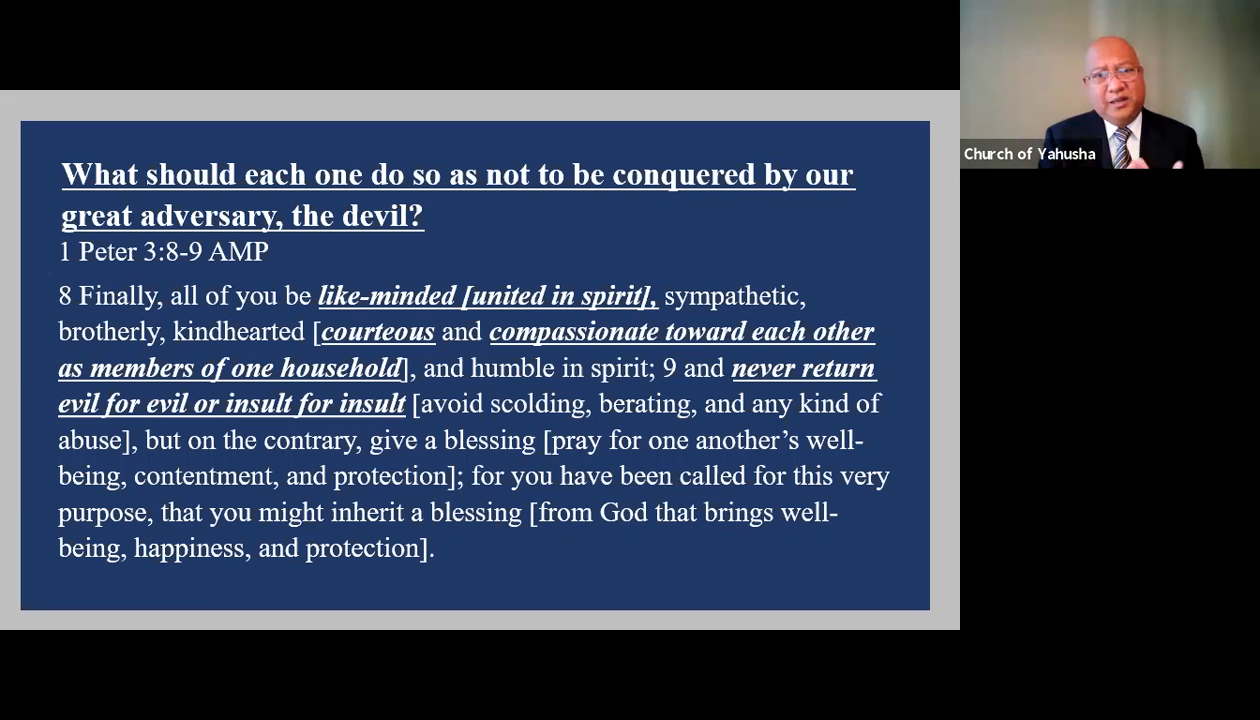 What should each one do so as not to be conquered by our
great adversary, the devil?
1 Peter 3:8-9 AMP
8 Finally, all of you be like-minded [united in spirit], sympathetic,
brotherly, kindhearted [courteous and compassionate toward each other
as members of one household], and humble in spirit; 9 and never return
evil for evil or insult for insult [avoid scolding, berating, and any kind of
abuse], but on the contrary, give a blessing [pray for one another’s well-
being, contentment, and protection]; for you have been called for this very
purpose, that you might inherit a blessing [from God that brings well-
being, happiness, and protection].
Church of Yahusha